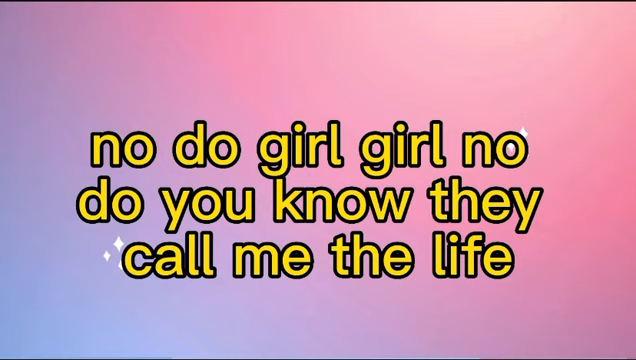 no do girl girl no
do you know they
call me the life